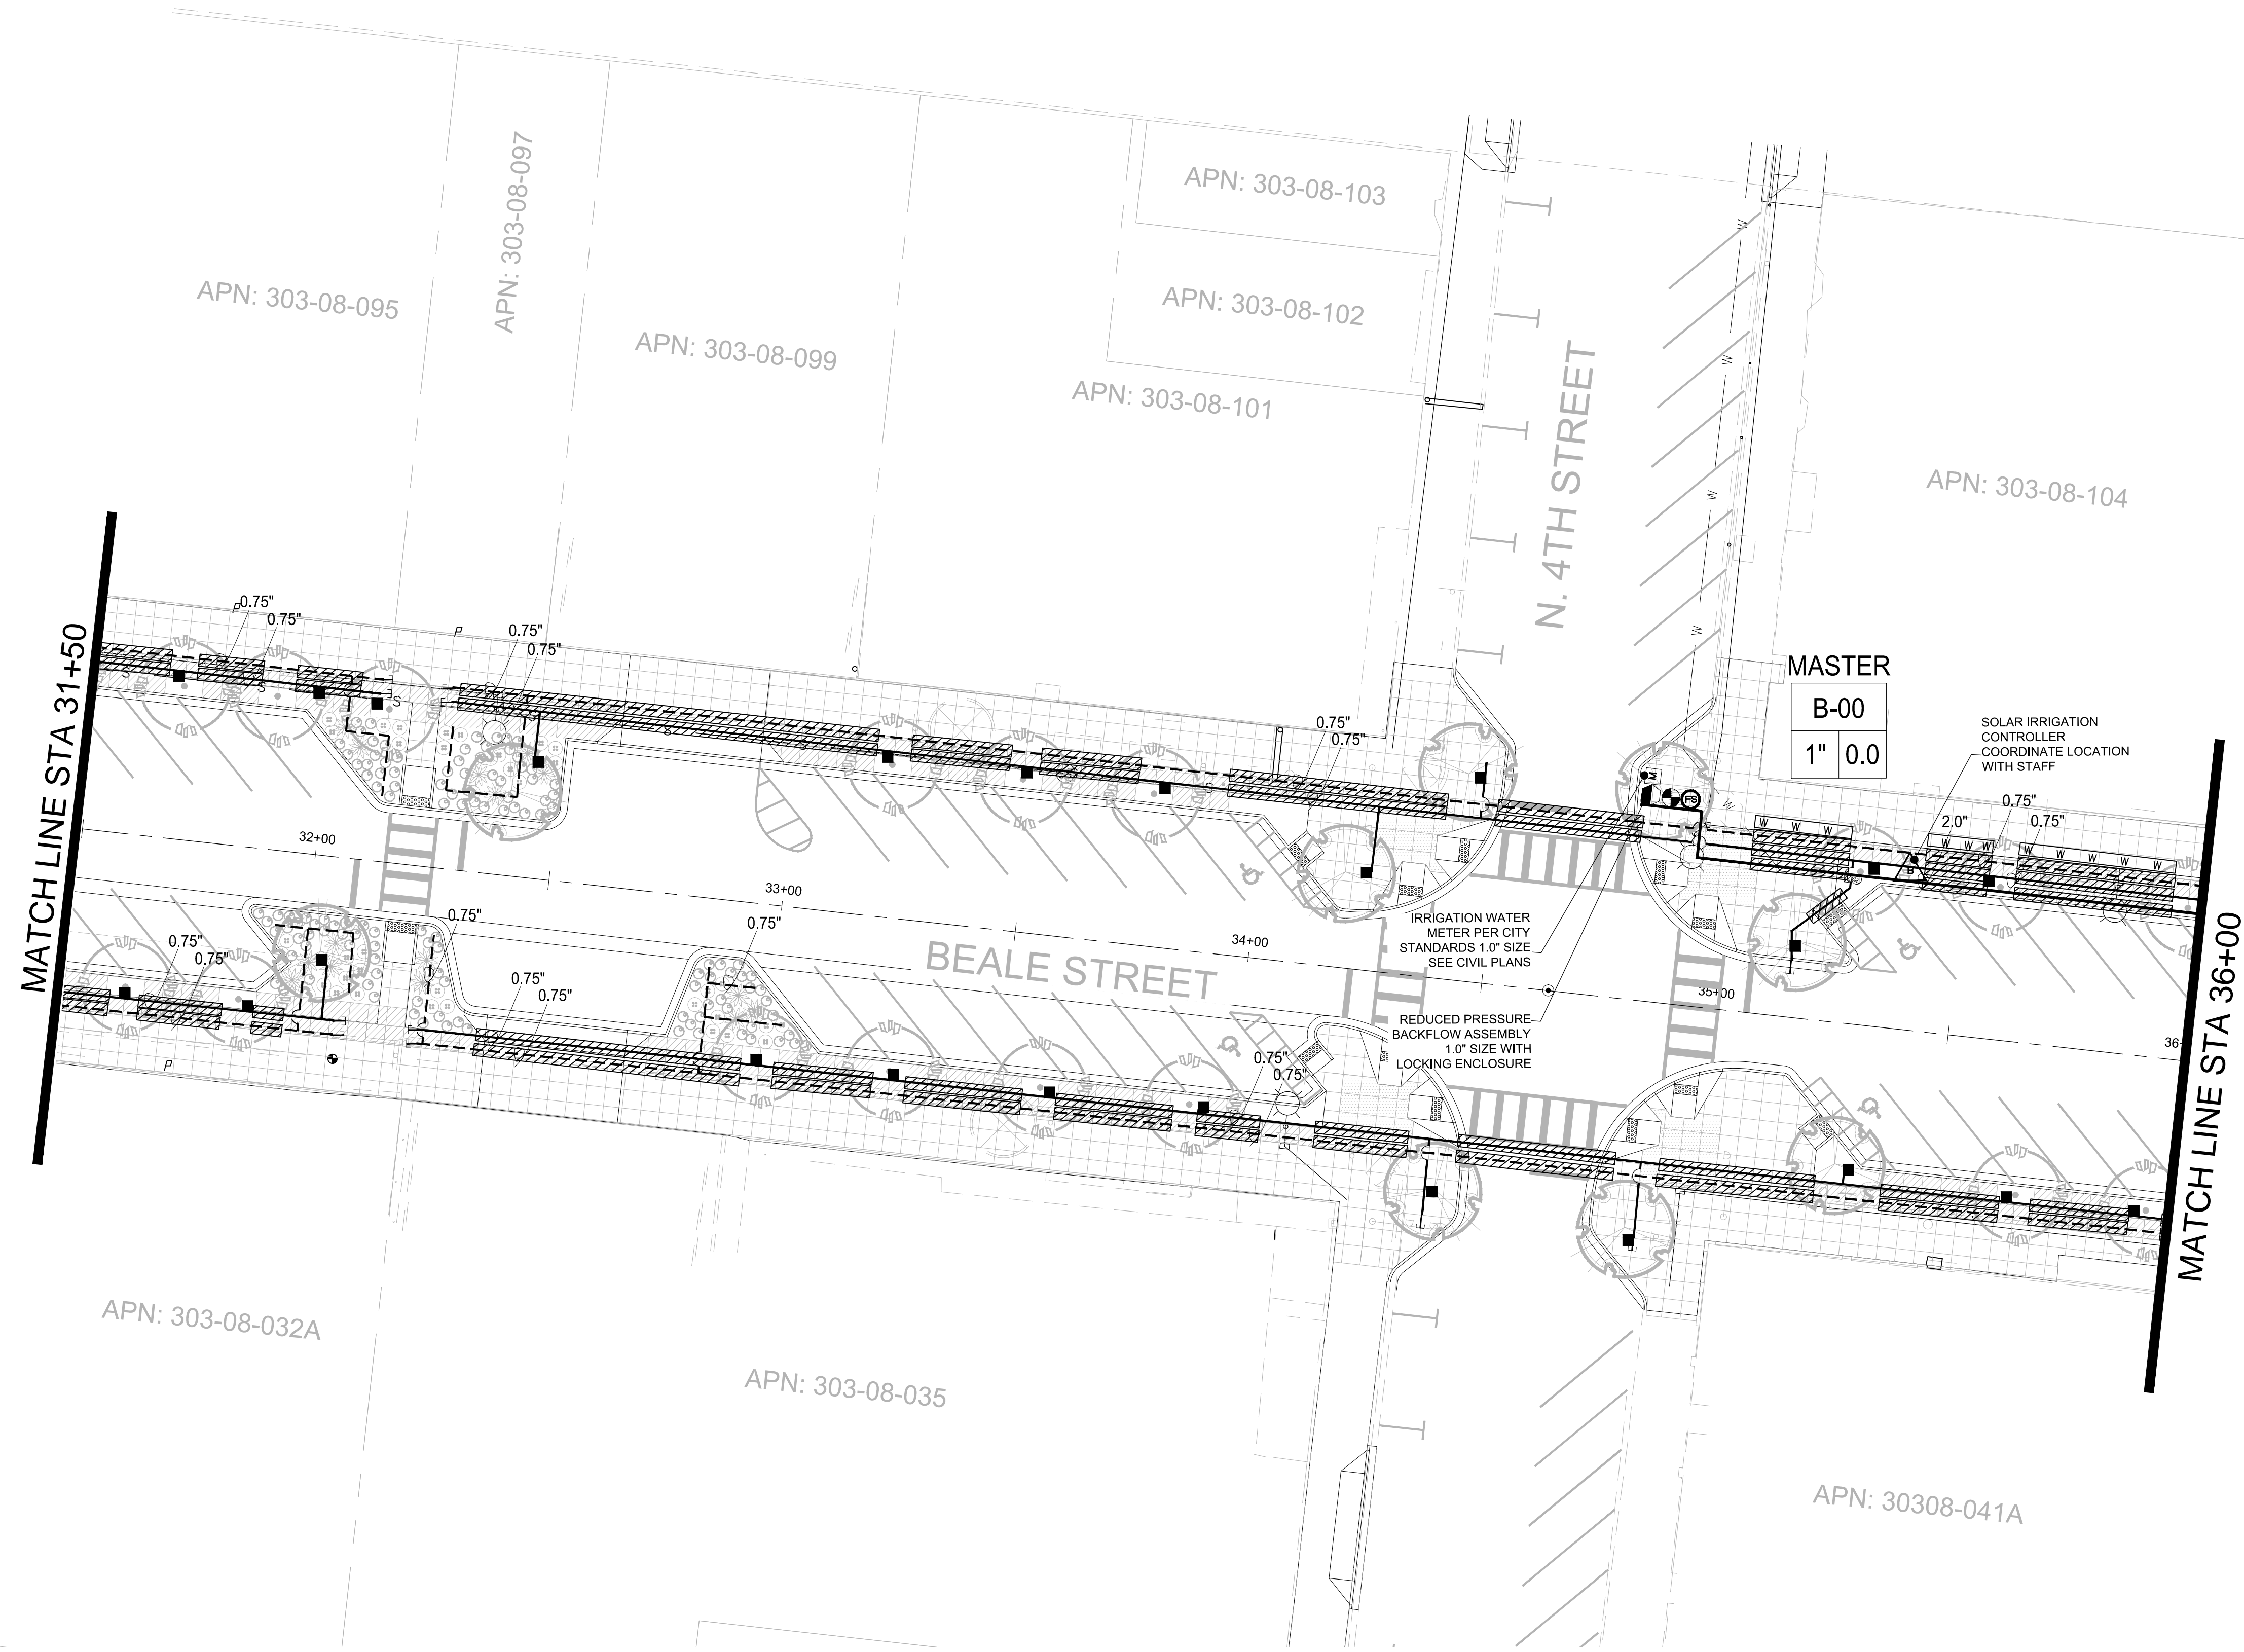 APN: 303-08-095
APN: 303-08-097
APN: 303-08-099
APN: 303-08-101
APN: 303-08-102
APN: 303-08-103
N. 4TH STREET
APN: 303-08-104
W
W
W
W
W
W
MATCH LINE STA 31+50
P
0.75"
0.75"
P
0.75"
0.75"
S
S
S
S
S
S
0.75"
0.75"
MASTER
B-00
1" 0.0
SOLAR IRRIGATION
CONTROLLER
COORDINATE LOCATION
WITH STAFF
M
FS
W W W
2.0"
0.75"
0.75"
W W W
W W W W W
B
32+00
33+00
34+00
35+00
36+
BEALE STREET
IRRIGATION WATER
METER PER CITY
STANDARDS 1.0" SIZE
SEE CIVIL PLANS
REDUCED PRESSURE
BACKFLOW ASSEMBLY
1.0" SIZE WITH
LOCKING ENCLOSURE
0.75"
0.75"
0.75"
0.75"
0.75"
0.75"
P
0.75"
0.75"
MATCH LINE STA 36+00
APN: 303-08-032A
APN: 303-08-035
APN: 30308-041A